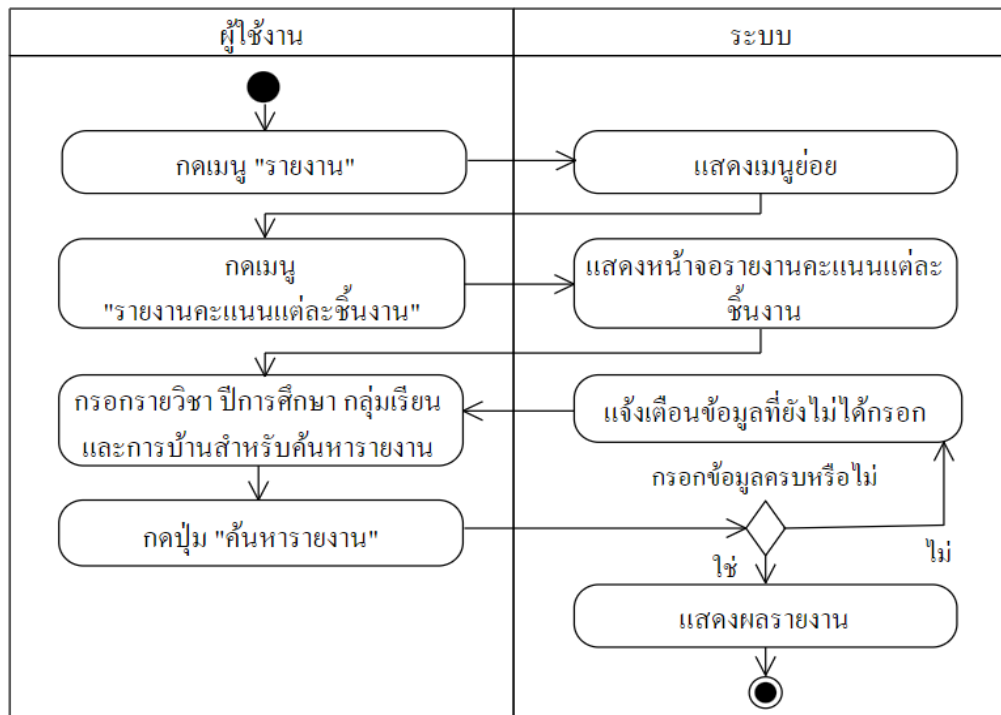 ผู้ใช้งาน
ระบบ
กดเมนู "รายงาน"
แสดงเมนูย่อย
กดเมนู
"รายงานคะแนนแต่ละชิ้นงาน"
แสดงหน้าจอรายงานคะแนนแต่ละ
ชิ้นงาน
กรอกรายวิชา ปีการศึกษา กลุ่มเรียน
และการบ้านสำหรับค้นหารายงาน
แจ้งเตือนข้อมูลที่ยังไม่ได้กรอก
กรอกข้อมูลครบหรือไม่
กดปุ่ม "ค้นหารายงาน"
ไม่
ใช่
แสดงผลรายงาน